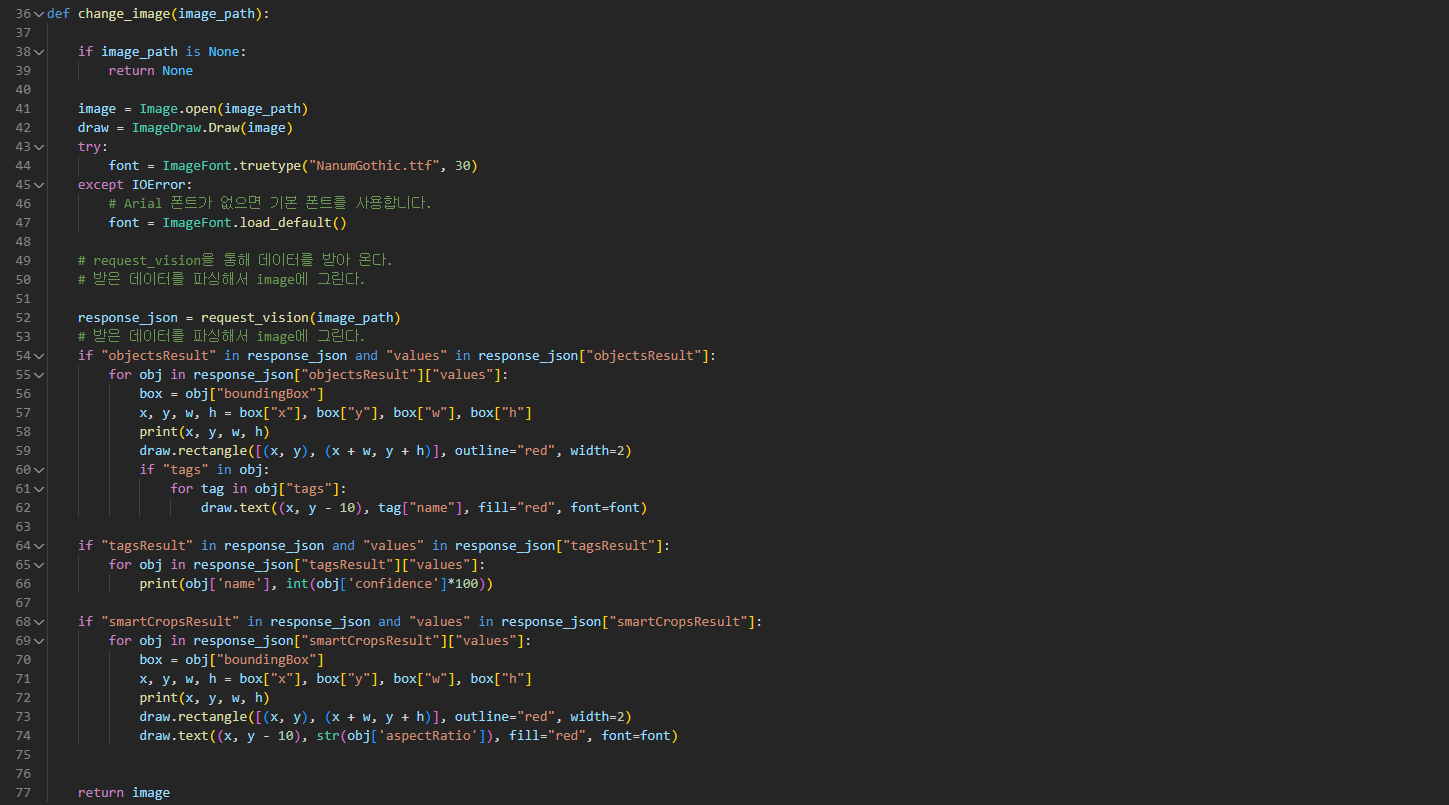 36 def change_image(image_path):
37
38     if image_path is None:
39         return None
40
41     image = Image.open(image_path)
42     draw = ImageDraw.Draw(image)
43     try:
44         font = ImageFont.truetype("NanumGothic.ttf", 30)
45     except IOError:
46         # Arial 폰트가 없으면 기본 폰트를 사용합니다.
47         font = ImageFont.load_default()
48
49     # request_vision을 통해 데이터를 받아 온다.
50     # 받은 데이터를 파싱해서 image에 그린다.
51
52     response_json = request_vision(image_path)
53     # 받은 데이터를 파싱해서 image에 그린다.
54     if "objectsResult" in response_json and "values" in response_json["objectsResult"]:
55         for obj in response_json["objectsResult"]["values"]:
56             box = obj["boundingBox"]
57             x, y, w, h = box["x"], box["y"], box["w"], box["h"]
58             print(x, y, w, h)
59             draw.rectangle([(x, y), (x + w, y + h)], outline="red", width=2)
60             if "tags" in obj:
61                 for tag in obj["tags"]:
62                     draw.text((x, y - 10), tag["name"], fill="red", font=font)
63
64     if "tagsResult" in response_json and "values" in response_json["tagsResult"]:
65         for obj in response_json["tagsResult"]["values"]:
66             print(obj['name'], int(obj['confidence']*100))
67
68     if "smartCropsResult" in response_json and "values" in response_json["smartCropsResult"]:
69         for obj in response_json["smartCropsResult"]["values"]:
70             box = obj["boundingBox"]
71             x, y, w, h = box["x"], box["y"], box["w"], box["h"]
72             print(x, y, w, h)
73             draw.rectangle([(x, y), (x + w, y + h)], outline="red", width=2)
74             draw.text((x, y - 10), str(obj['aspectRatio']), fill="red", font=font)
75
76
77     return image